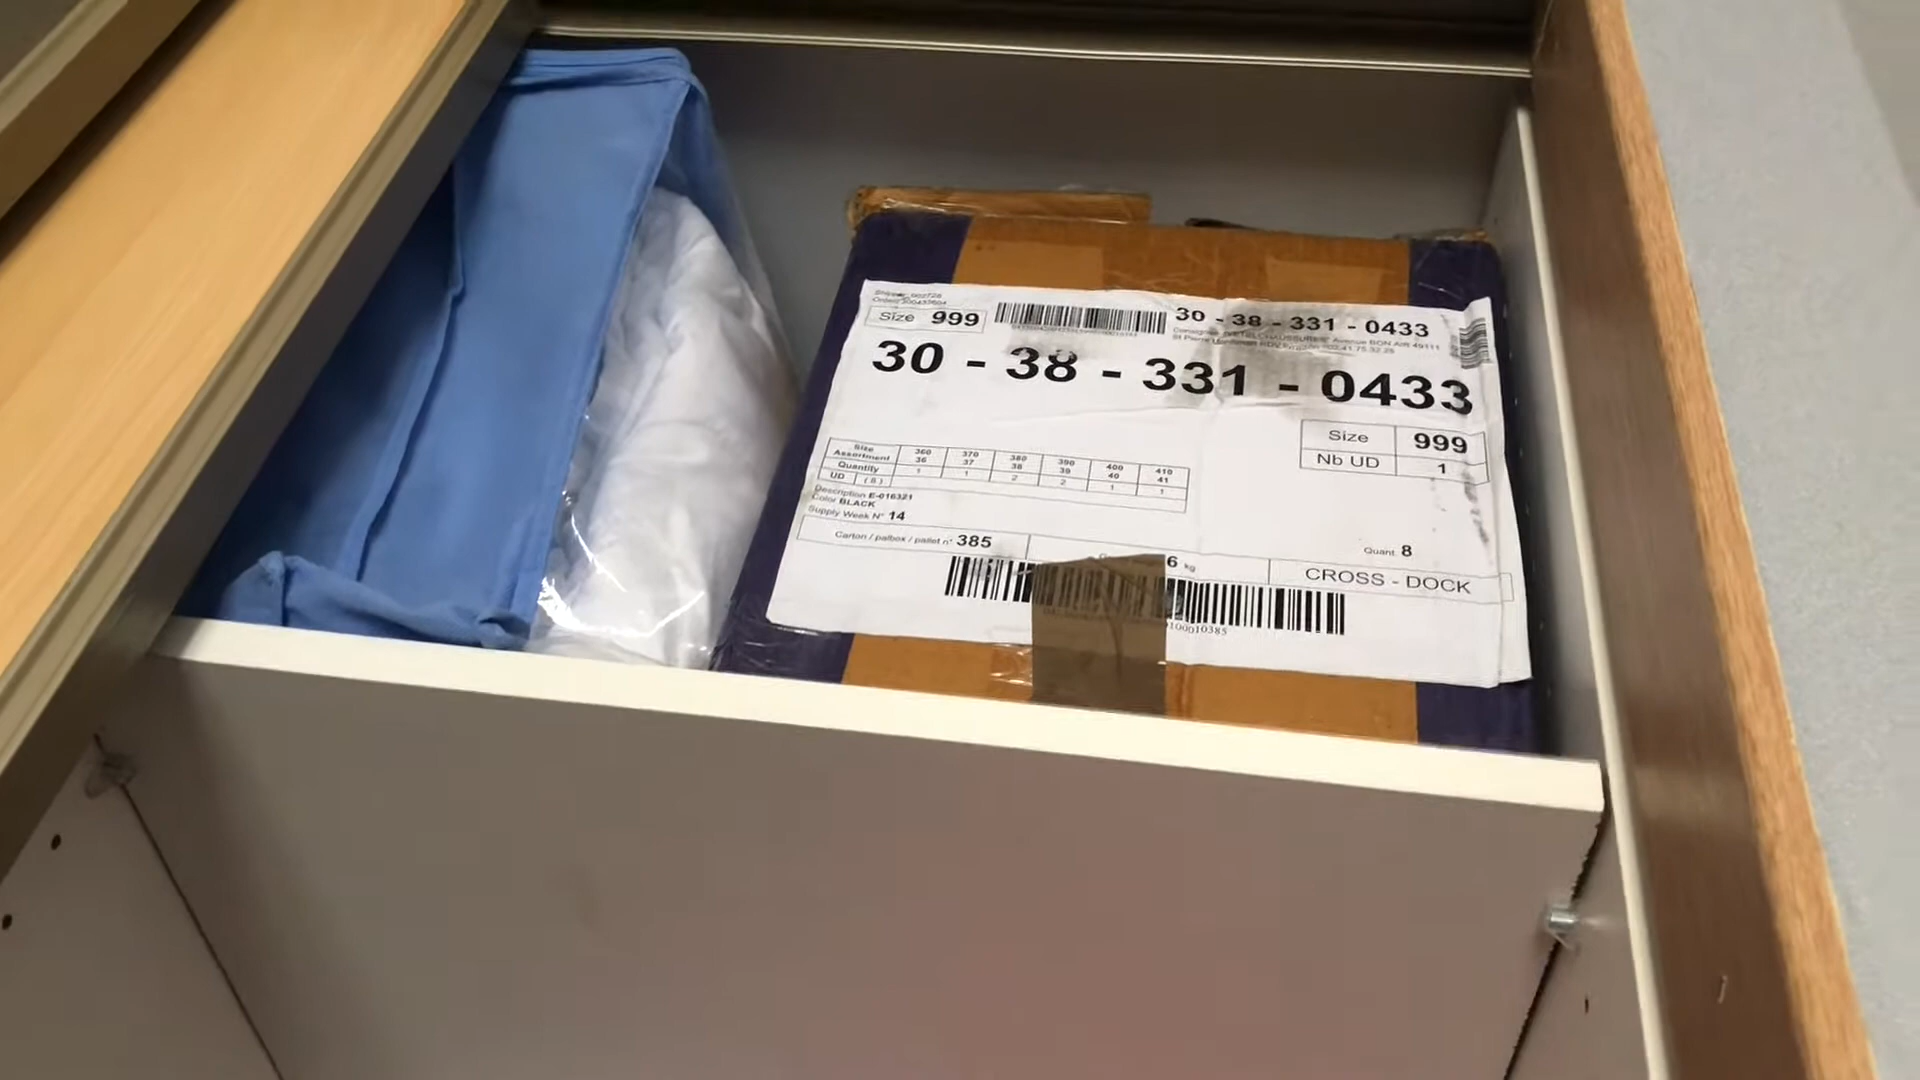 Size 999
30 - 38 - 331 - 0433
30 - 38 - 331 - 0433
Size 999
Nb UD 1
Size Assortment 360 36 370 37 380 38 390 39 400 40 410 41
Quantity 1 1 2 2 1 1
UD ( 8 )
Description E-016321
Color BLACK
Supply Week N° 14
Quant 8
Carton / palbox / pallet n° 385
6 kg
CROSS - DOCK